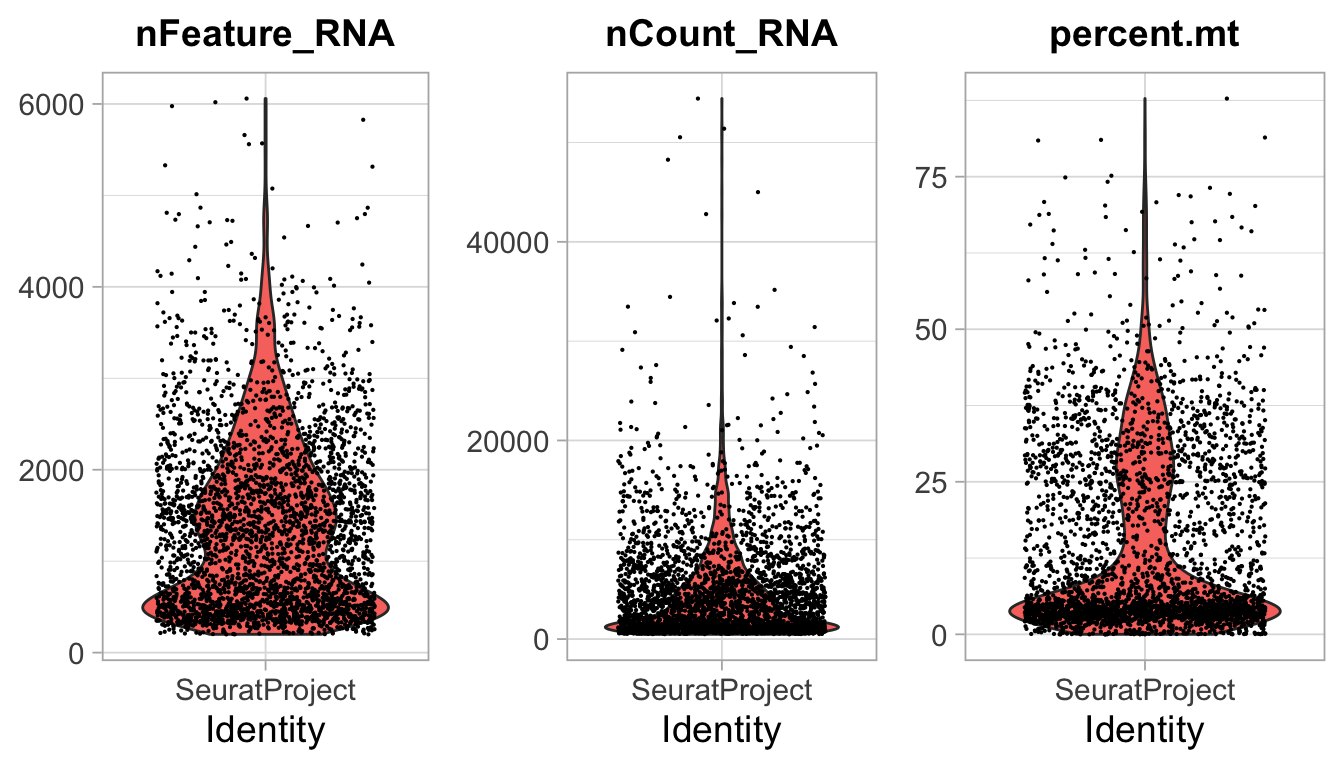 nFeature_RNA
6000
4000
2000
0
SeuratProject
Identity
nCount_RNA
40000
20000
0
SeuratProject
Identity
percent.mt
75
50
25
0
SeuratProject
Identity